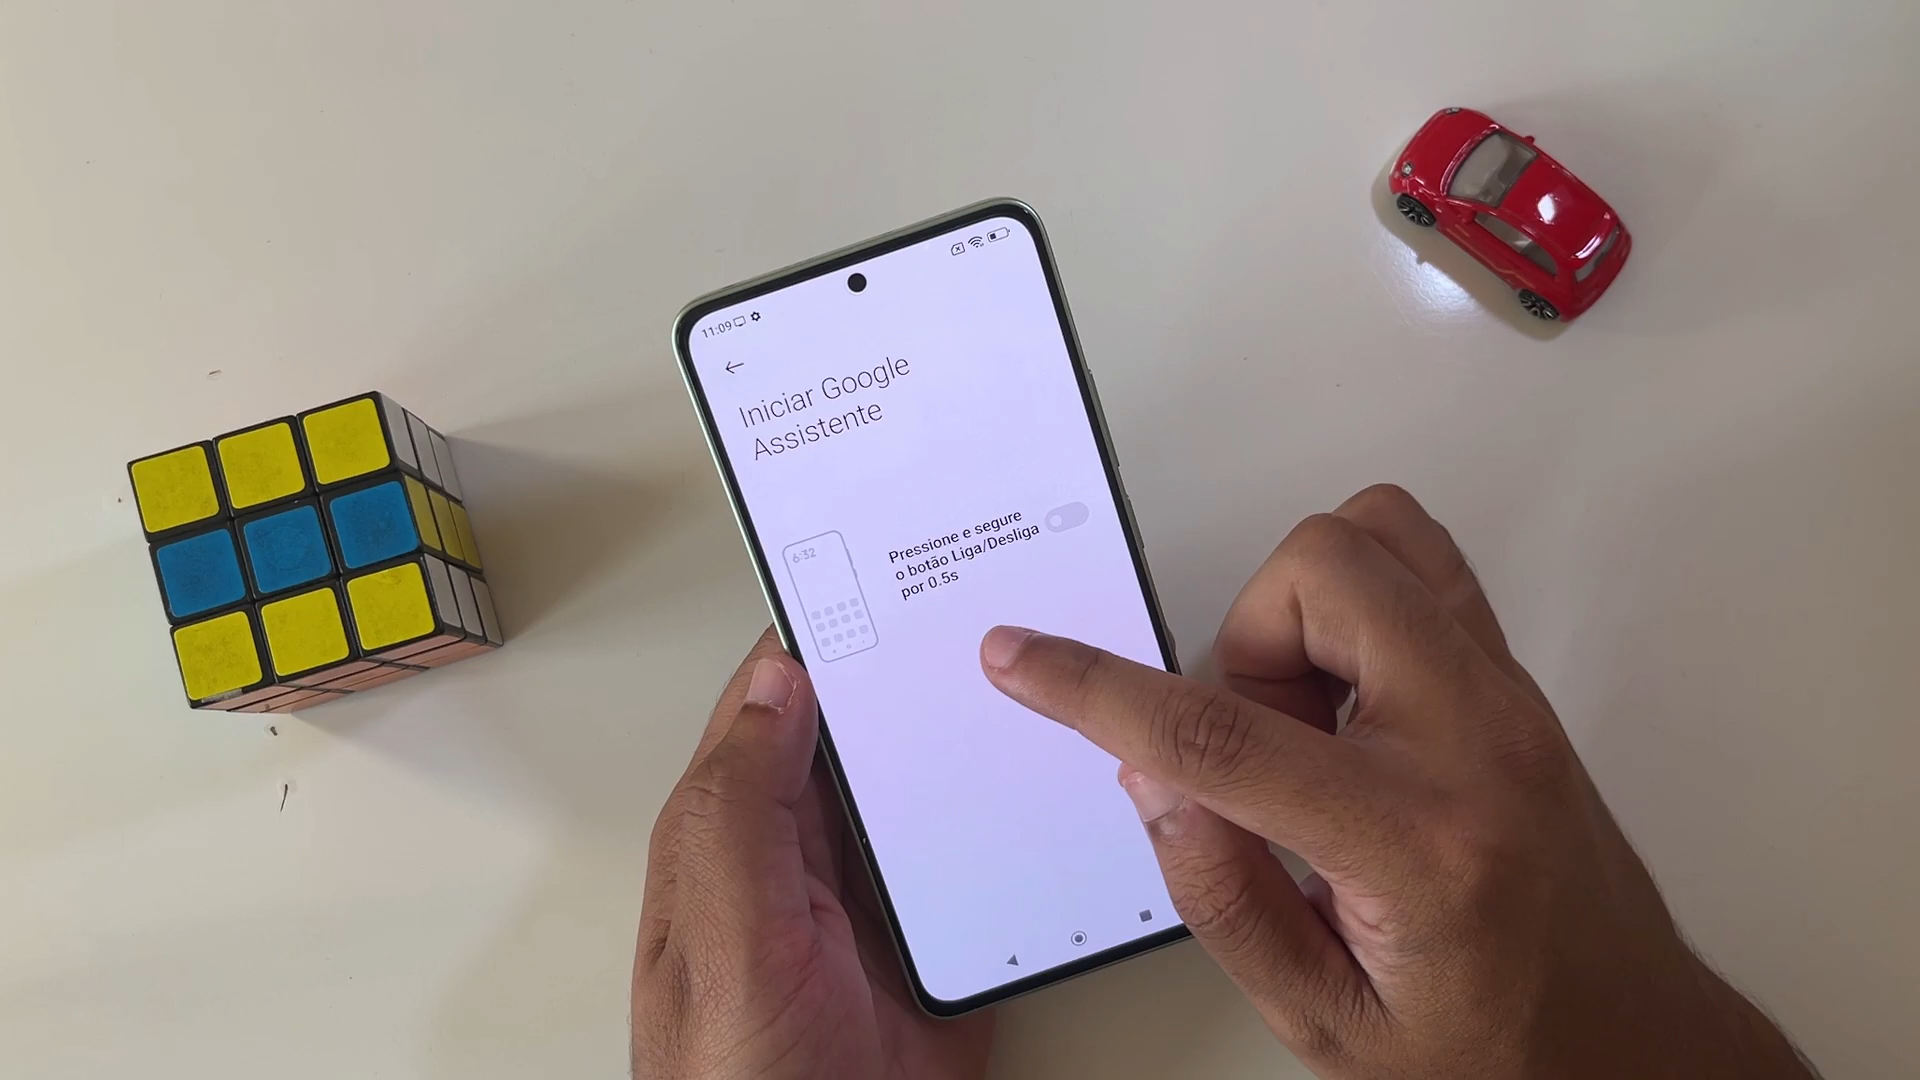 11:09
Iniciar Google
Assistente
6:32
Pressione e segure
o botão Liga/Desliga
por 0.5s